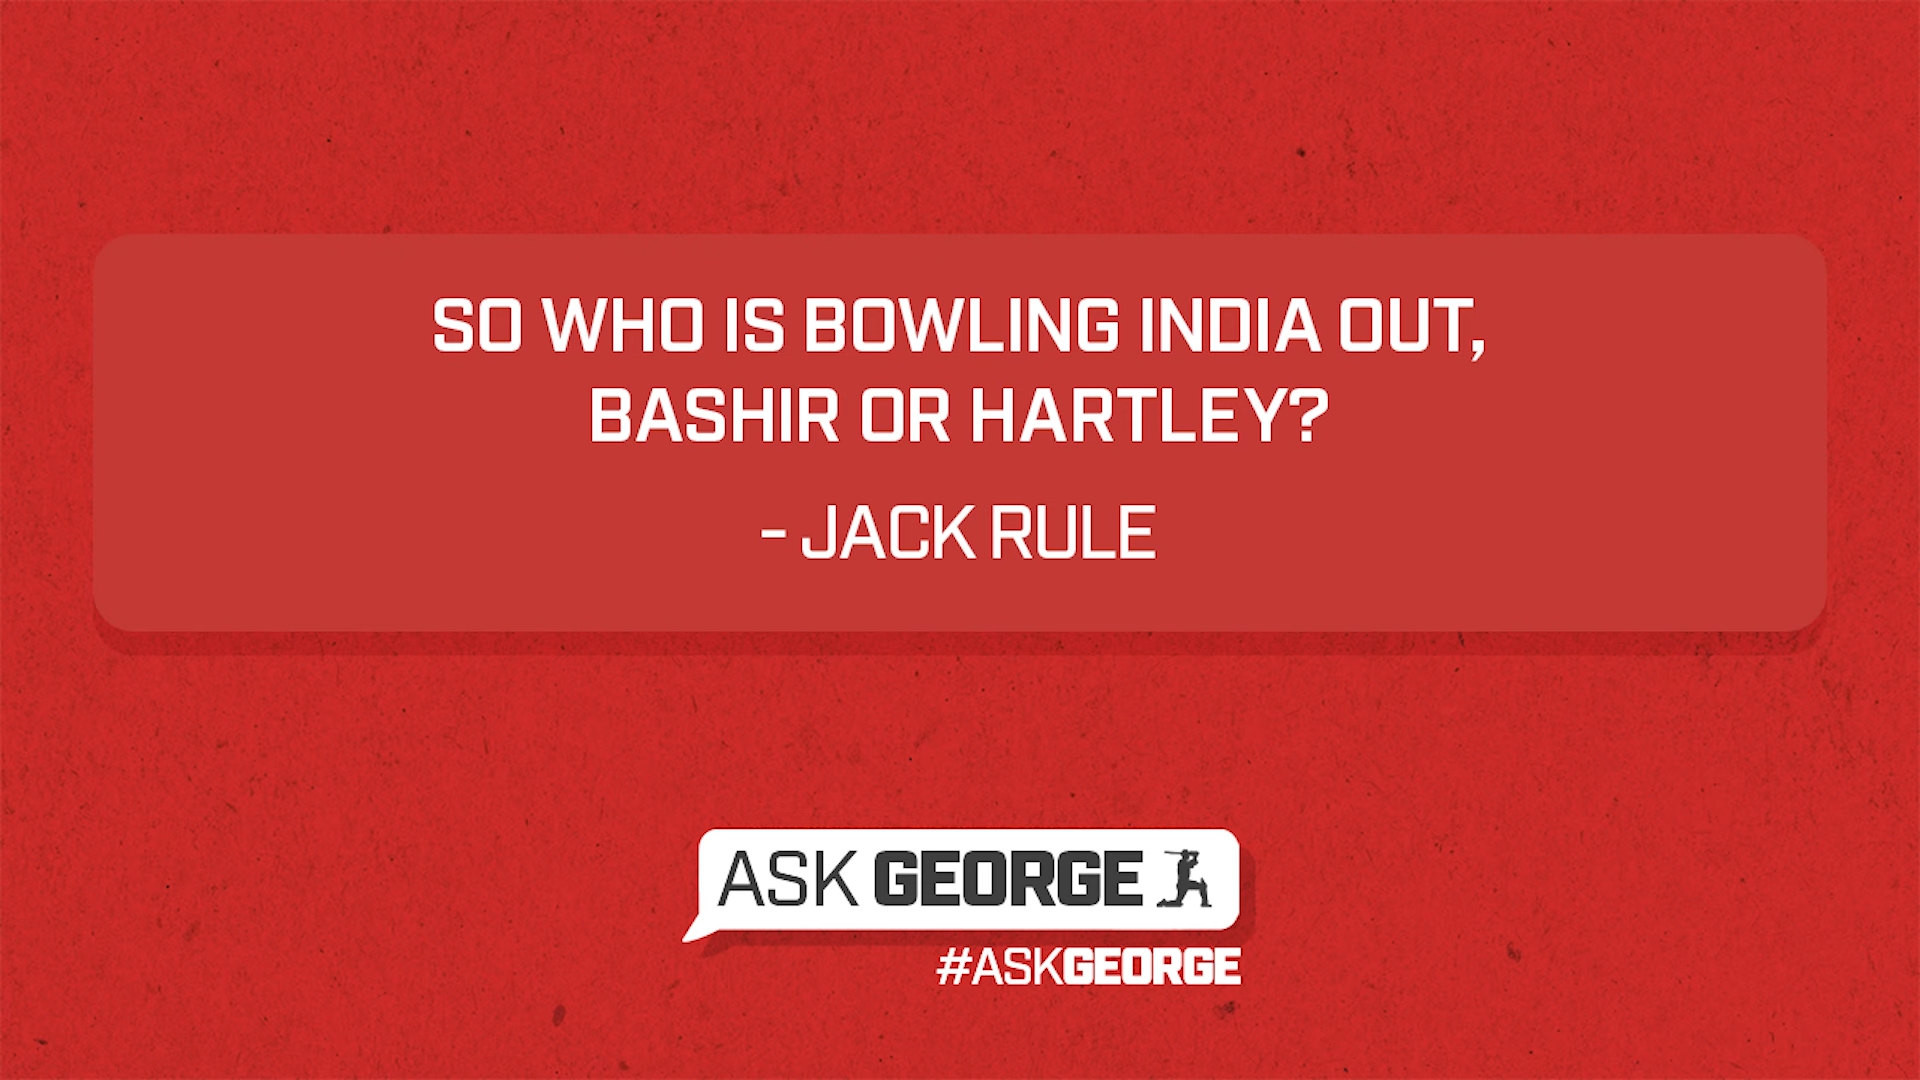 SO WHO IS BOWLING INDIA OUT,
BASHIR OR HARTLEY?
- JACK RULE
ASK GEORGE
#ASKGEORGE